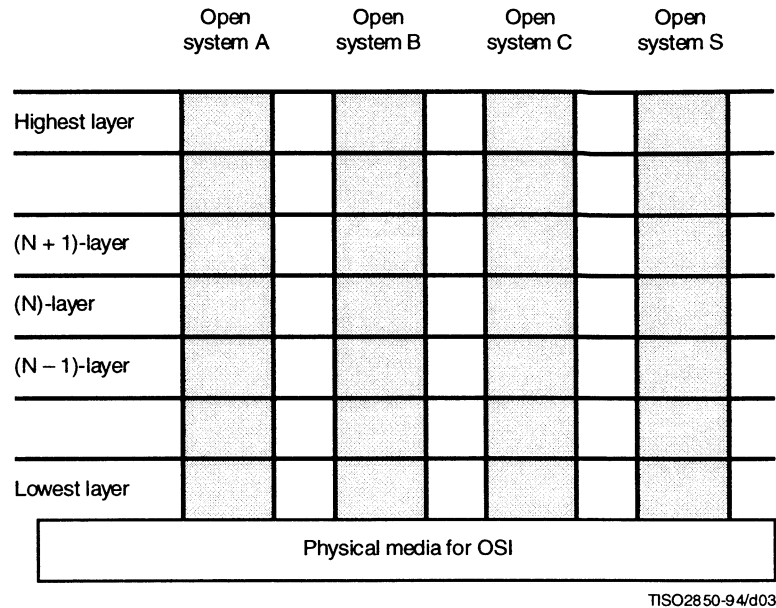 Open system A
Open system B
Open system C
Open system S
Highest layer
(N + 1)-layer
(N)-layer
(N – 1)-layer
Lowest layer
Physical media for OSI
TISO2850-94/d03